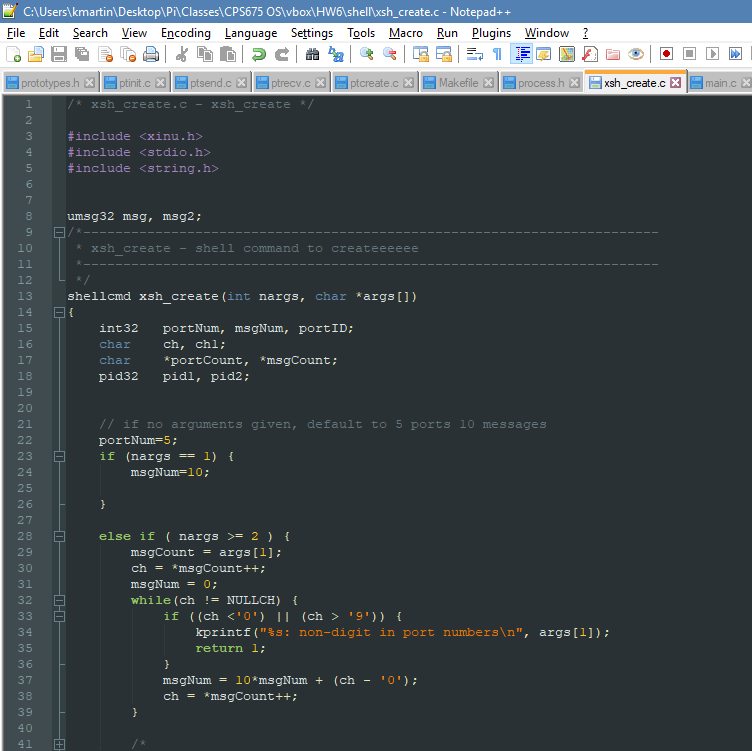 C:\Users\kmartin\Desktop\Pi\Classes\CPS675 OS\vbox\HW6\shell\xsh_create.c - Notepad++
File Edit Search View Encoding Language Settings Tools Macro Run Plugins Window ?
prototypes.h ptinit.c ptsend.c ptrecv.c ptcreate.c Makefile process.h xsh_create.c main.c
1 /* xsh_create.c - xsh_create */
2
3 #include <xinu.h>
4 #include <stdio.h>
5 #include <string.h>
6
7
8 umsg32 msg, msg2;
9 /*------------------------------------------------------------------------
10  * xsh_create - shell command to createeeeee
11  *------------------------------------------------------------------------
12  */
13 shellcmd xsh_create(int nargs, char *args[])
14 {
15     int32   portNum, msgNum, portID;
16     char    ch, ch1;
17     char    *portCount, *msgCount;
18     pid32   pid1, pid2;
19
20
21     // if no arguments given, default to 5 ports 10 messages
22     portNum=5;
23     if (nargs == 1) {
24         msgNum=10;
25
26     }
27
28     else if ( nargs >= 2 ) {
29         msgCount = args[1];
30         ch = *msgCount++;
31         msgNum = 0;
32         while(ch != NULLCH) {
33             if ((ch <'0') || (ch > '9')) {
34                 kprintf("%s: non-digit in port numbers\n", args[1]);
35                 return 1;
36             }
37             msgNum = 10*msgNum + (ch - '0');
38             ch = *msgCount++;
39         }
40
41         /*